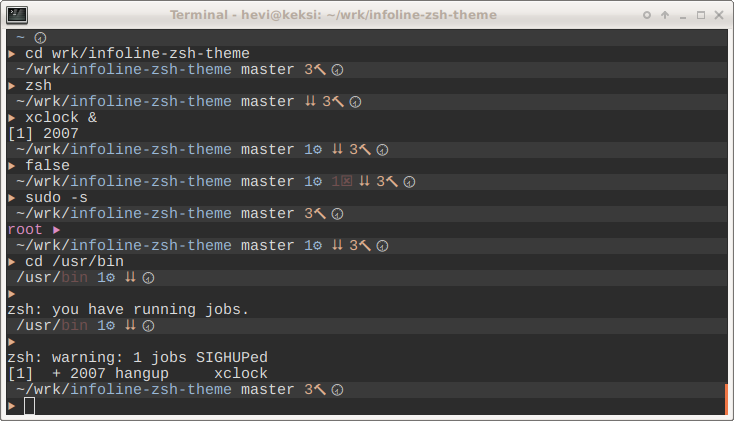 Terminal - hevi@keksi: ~/wrk/infoline-zsh-theme
~ 🕢
▸ cd wrk/infoline-zsh-theme
~/wrk/infoline-zsh-theme master 3🔨 🕢
▸ zsh
~/wrk/infoline-zsh-theme master ⇊ 3🔨 🕢
▸ xclock &
[1] 2007
~/wrk/infoline-zsh-theme master 1⚙ ⇊ 3🔨 🕢
▸ false
~/wrk/infoline-zsh-theme master 1⚙ 1☒ ⇊ 3🔨 🕢
▸ sudo -s
~/wrk/infoline-zsh-theme master 3🔨 🕢
root ▸
~/wrk/infoline-zsh-theme master 1⚙ ⇊ 3🔨 🕢
▸ cd /usr/bin
/usr/bin 1⚙ ⇊ 🕢
▸
zsh: you have running jobs.
/usr/bin 1⚙ ⇊ 🕢
▸
zsh: warning: 1 jobs SIGHUPed
[1]  + 2007 hangup     xclock
~/wrk/infoline-zsh-theme master 3🔨 🕢
▸